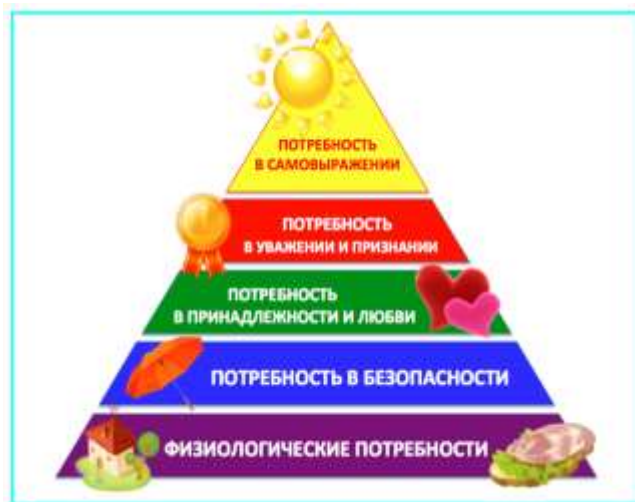 ПОТРЕБНОСТЬ
В САМОВЫРАЖЕНИИ
ПОТРЕБНОСТЬ
В УВАЖЕНИИ И ПРИЗНАНИИ
ПОТРЕБНОСТЬ
В ПРИНАДЛЕЖНОСТИ И ЛЮБВИ
ПОТРЕБНОСТЬ В БЕЗОПАСНОСТИ
ФИЗИОЛОГИЧЕСКИЕ ПОТРЕБНОСТИ